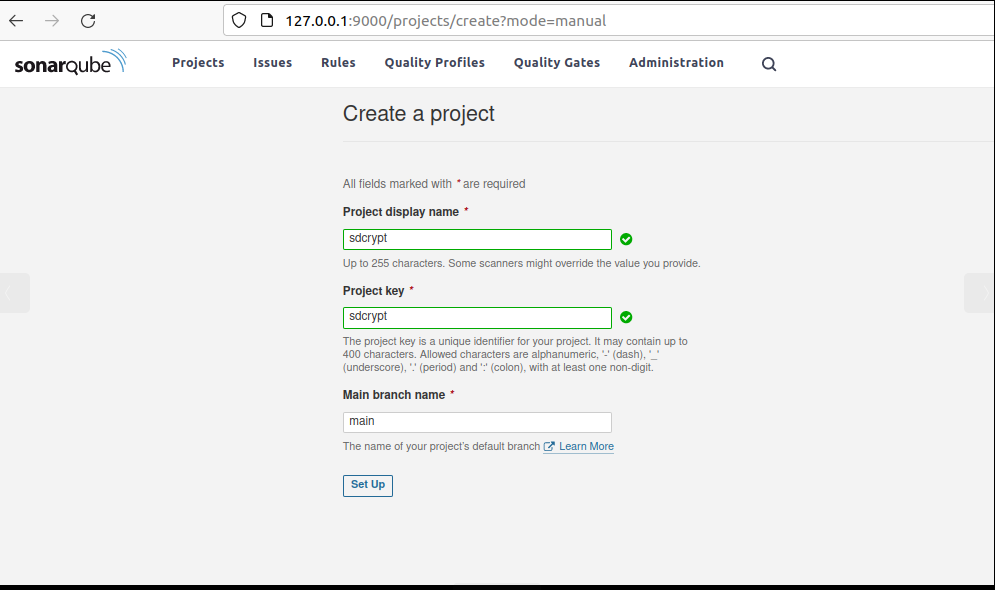 127.0.0.1:9000/projects/create?mode=manual
sonarqube Projects Issues Rules Quality Profiles Quality Gates Administration
Create a project
All fields marked with * are required
Project display name *
sdcrypt
Up to 255 characters. Some scanners might override the value you provide.
Project key *
sdcrypt
The project key is a unique identifier for your project. It may contain up to
400 characters. Allowed characters are alphanumeric, '-' (dash), '_'
(underscore), '.' (period) and ':' (colon), with at least one non-digit.
Main branch name *
main
The name of your project's default branch Learn More
Set Up